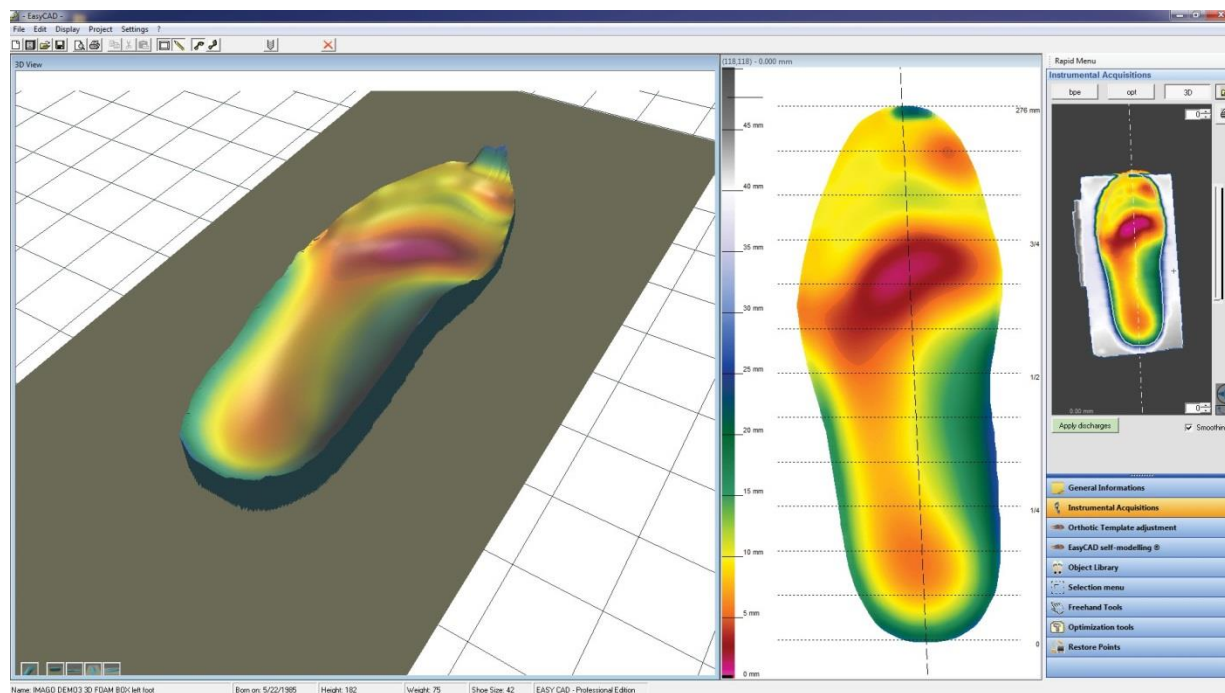 - EasyCAD -
File Edit Display Project Settings ?
3D View
(118,118) - 0,000 mm
45 mm
40 mm
35 mm
30 mm
25 mm
20 mm
15 mm
10 mm
5 mm
0 mm
276 mm
3/4
1/2
1/4
0
Rapid Menu
Instrumental Acquisitions
bpe opt 3D
0
0.00 mm
0
Apply discharges
Smoothin
General Informations
Instrumental Acquisitions
Orthotic Template adjustment
EasyCAD self-modelling ®
Object Library
Selection menu
Freehand Tools
Optimization tools
Restore Points
Name: IMAGO DEMO3 3D FOAM BOX left foot Born on: 5/22/1985 Height: 182 Weight: 75 Shoe Size: 42 EASY CAD - Professional Edition